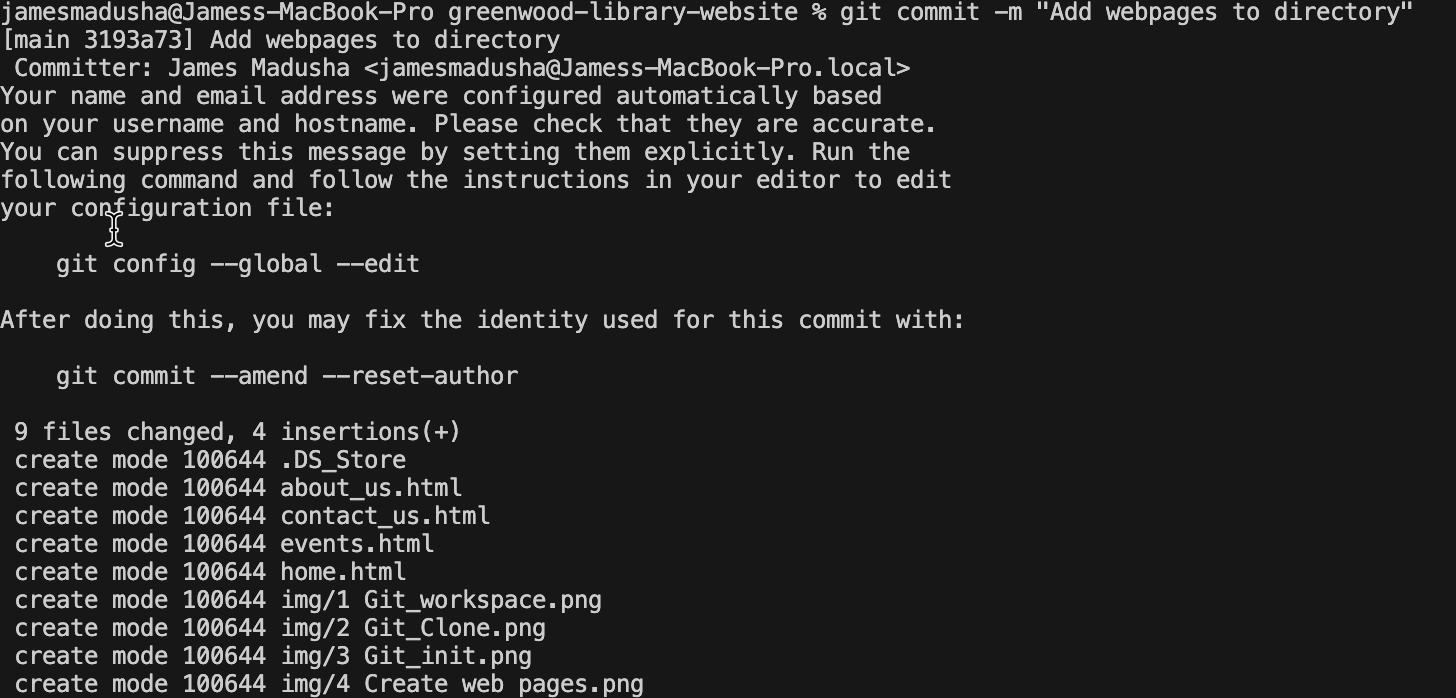 jamesmadusha@Jamess-MacBook-Pro greenwood-library-website % git commit -m "Add webpages to directory"
[main 3193a73] Add webpages to directory
 Committer: James Madusha <jamesmadusha@Jamess-MacBook-Pro.local>
Your name and email address were configured automatically based
on your username and hostname. Please check that they are accurate.
You can suppress this message by setting them explicitly. Run the
following command and follow the instructions in your editor to edit
your configuration file:

    git config --global --edit

After doing this, you may fix the identity used for this commit with:

    git commit --amend --reset-author

 9 files changed, 4 insertions(+)
 create mode 100644 .DS_Store
 create mode 100644 about_us.html
 create mode 100644 contact_us.html
 create mode 100644 events.html
 create mode 100644 home.html
 create mode 100644 img/1 Git_workspace.png
 create mode 100644 img/2 Git_Clone.png
 create mode 100644 img/3 Git_init.png
 create mode 100644 img/4 Create web pages.png